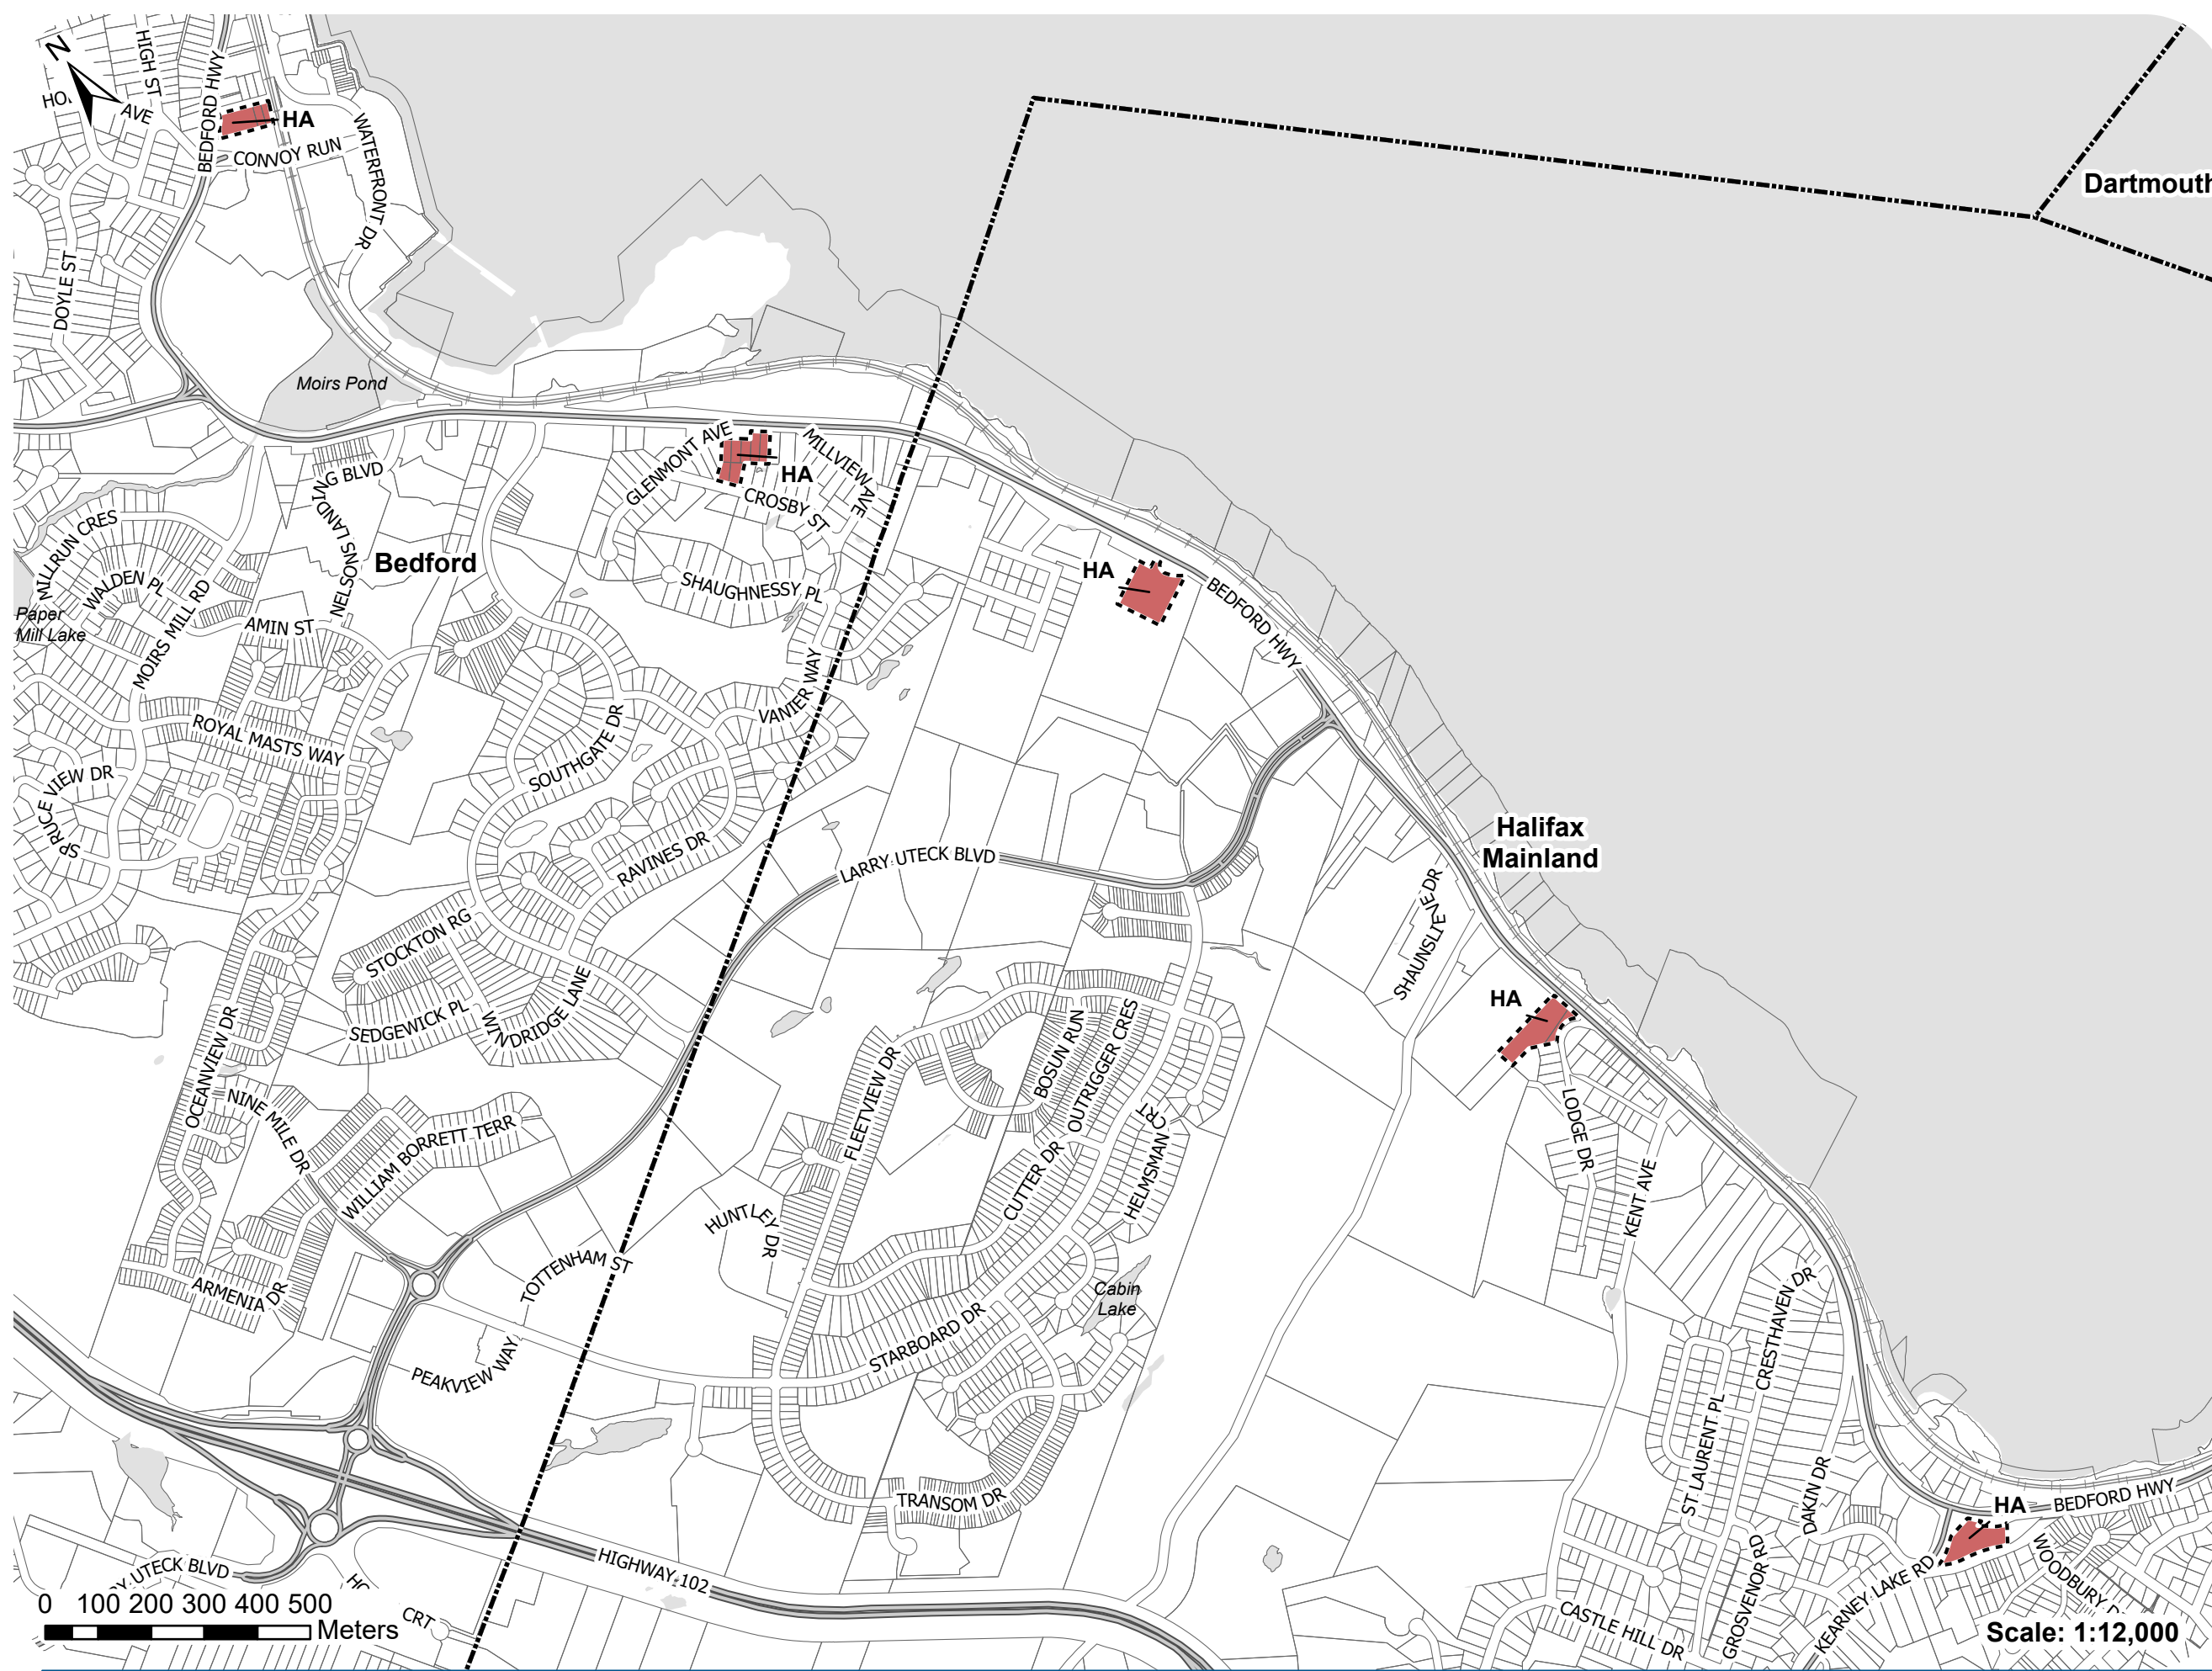 N
HIGH ST
BEDFORD HWY
AVE
HA
CONVOY RUN
WATERFRONT DR
Dartmouth
DOYLE ST
Moirs Pond
GLENMONT AVE
MILLVIEW AVE
HA
CROSBY ST
G BLVD
NELSONS LANDIN
Bedford
HA
BEDFORD HWY
MILLRUN CRES
WALDEN PL
SHAUGHNESSY PL
Paper
Mill Lake
MOIRS MILL RD
AMIN ST
VANIER WAY
ROYAL MASTS WAY
SOUTHGATE DR
SPRUCE VIEW DR
Halifax
Mainland
RAVINES DR
LARRY UTECK BLVD
SHAUNSLIEVE DR
STOCKTON RG
HA
SEDGEWICK PL
WINDRIDGE LANE
OCEANVIEW DR
BOSUN RUN
OUTRIGGER CRES
FLEETVIEW DR
NINE MILE DR
WILLIAM BORRETT TERR
LODGE DR
HELMSMAN CRT
CUTTER DR
KENT AVE
HUNTLEY DR
TOTTENHAM ST
ARMENIA DR
Cabin
Lake
CRESTHAVEN DR
STARBOARD DR
PEAKVIEW WAY
ST LAURENT PL
DAKIN DR
TRANSOM DR
HA
BEDFORD HWY
HIGHWAY 102
UTECK BLVD
WOODBURY
GROSVENOR RD
KEARNEY LAKE RD
CASTLE HILL DR
CRT
0 100 200 300 400 500
Meters
Scale: 1:12,000